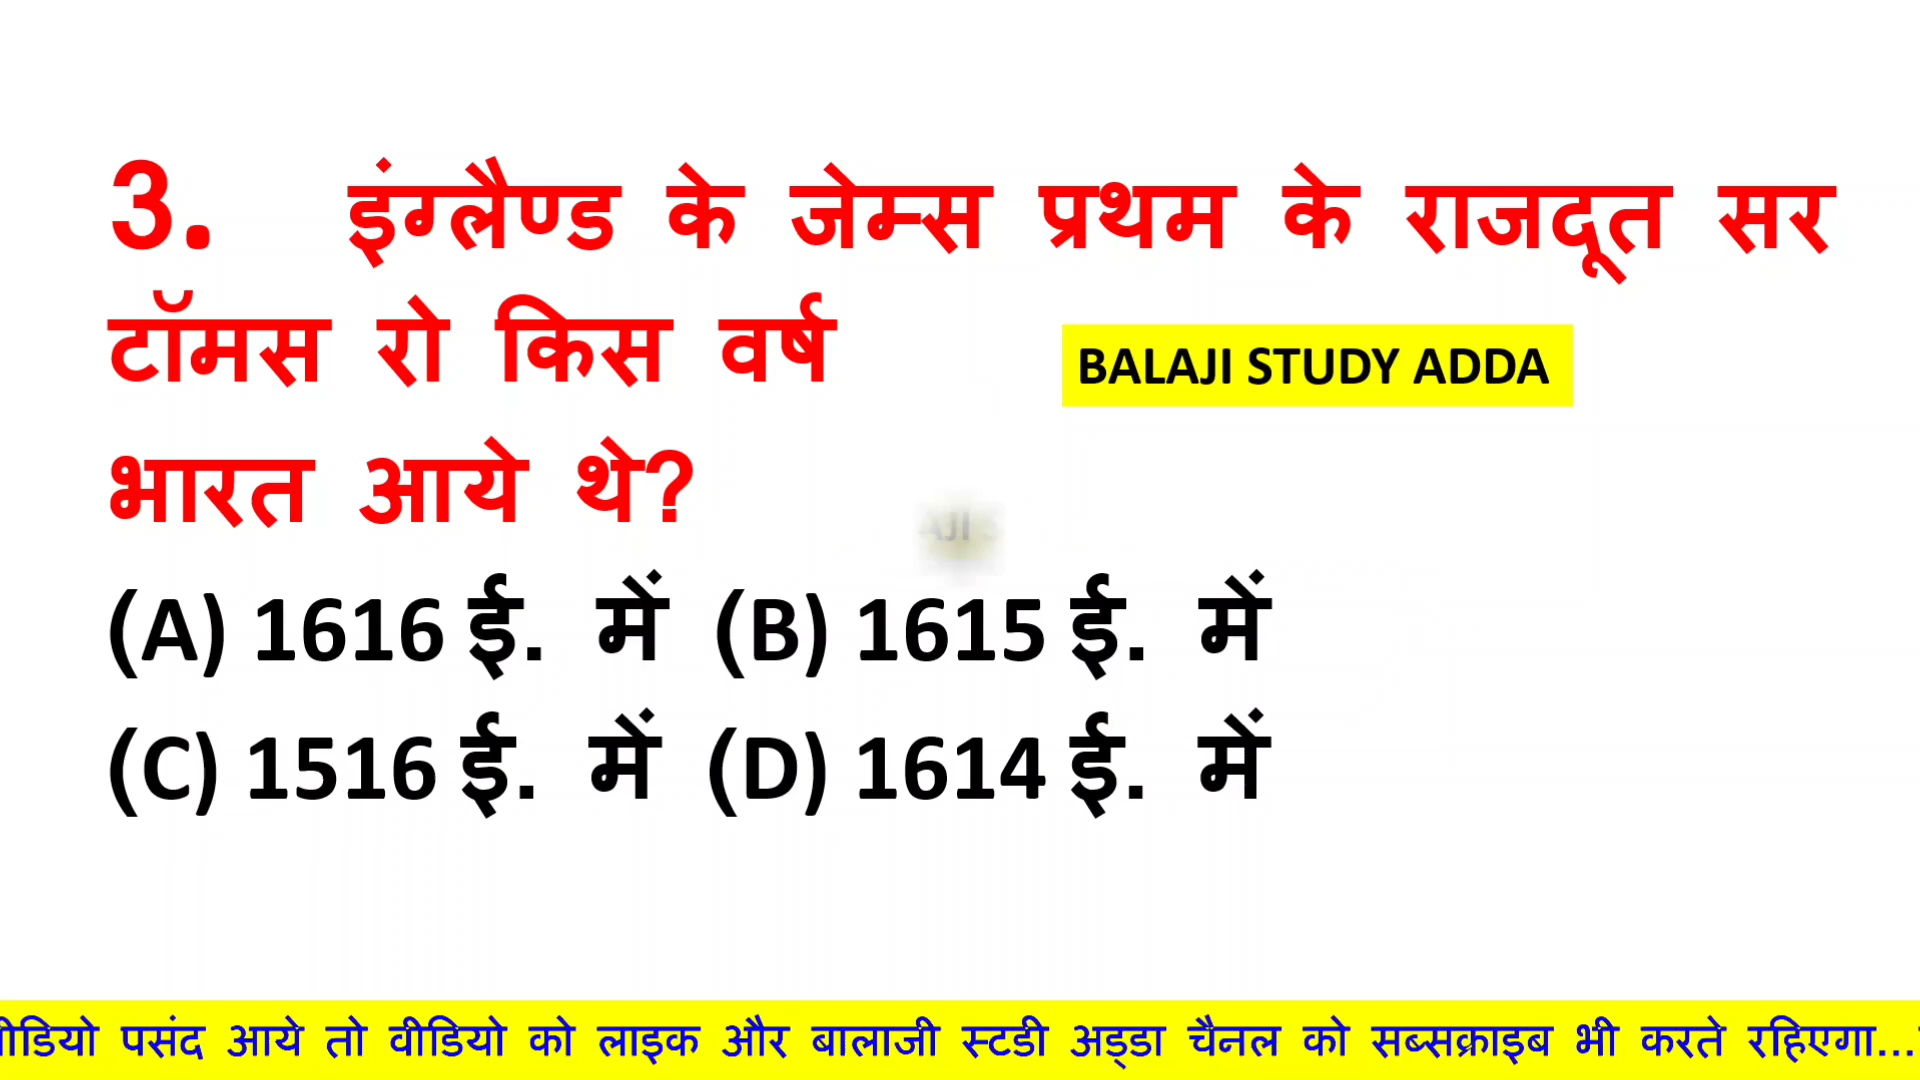 3. इंग्लैण्ड के जेम्स प्रथम के राजदूत सर
टॉमस रो किस वर्ष
BALAJI STUDY ADDA
भारत आये थे?
(A) 1616 ई. में (B) 1615 ई. में
(C) 1516 ई. में (D) 1614 ई. में
पसंद आये तो वीडियो को लाइक और बालाजी स्टडी अड्डा चैनल को सब्सक्राइब भी करते रहिएगा...